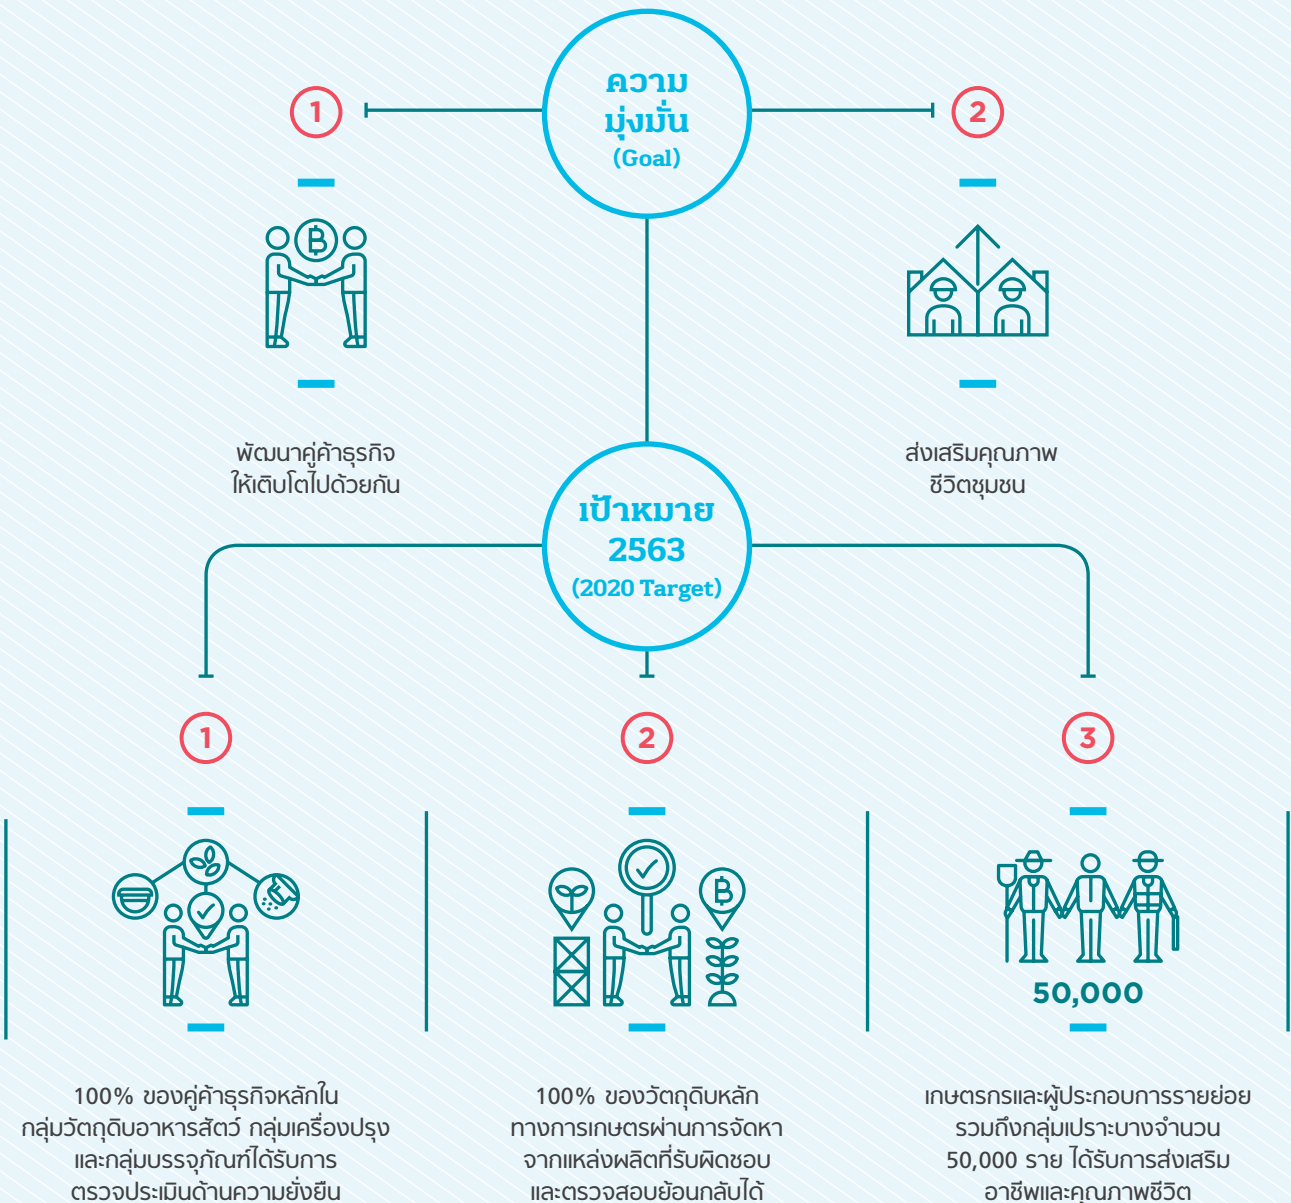 ความ
มุ่งมั่น
(Goal)
1
2
฿
พัฒนาคู่ค้าธุรกิจ
ให้เติบโตไปด้วยกัน
ส่งเสริมคุณภาพ
ชีวิตชุมชน
เป้าหมาย
2563
(2020 Target)
1
2
3
฿
50,000
100% ของคู่ค้าธุรกิจหลักใน
กลุ่มวัตถุดิบอาหารสัตว์ กลุ่มเครื่องปรุง
และกลุ่มบรรจุภัณฑ์ได้รับการ
ตรวจประเมินด้านความยั่งยืน
100% ของวัตถุดิบหลัก
ทางการเกษตรผ่านการจัดหา
จากแหล่งผลิตที่รับผิดชอบ
และตรวจสอบย้อนกลับได้
เกษตรกรและผู้ประกอบการรายย่อย
รวมถึงกลุ่มเปราะบางจำนวน
50,000 ราย ได้รับการส่งเสริม
อาชีพและคุณภาพชีวิต